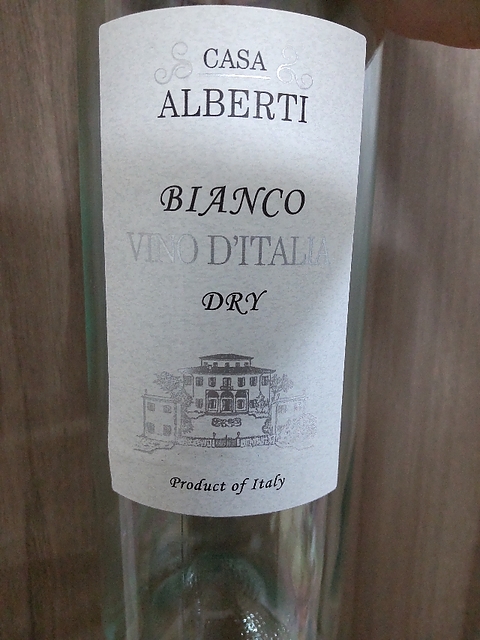 CASA
ALBERTI
BIANCO
VINO D'ITALIA
DRY
Product of Italy